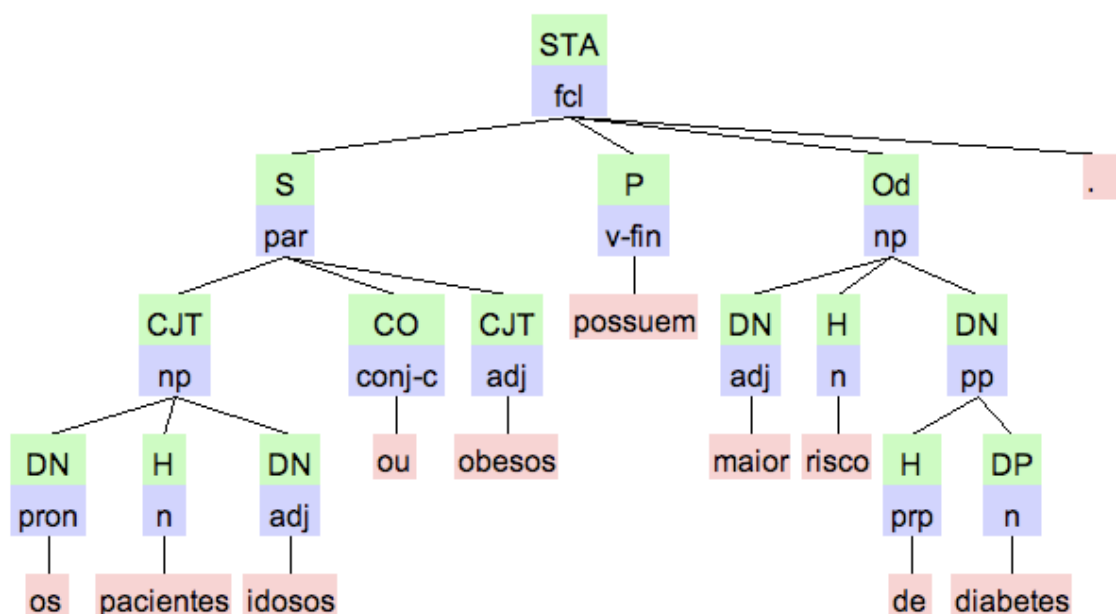 STA
fcl
S P Od .
par v-fin np
CJT CO CJT possuem DN H DN
np conj-c adj adj n pp
DN H DN ou obesos maior risco H DP
pron n adj prp n
os pacientes idosos de diabetes